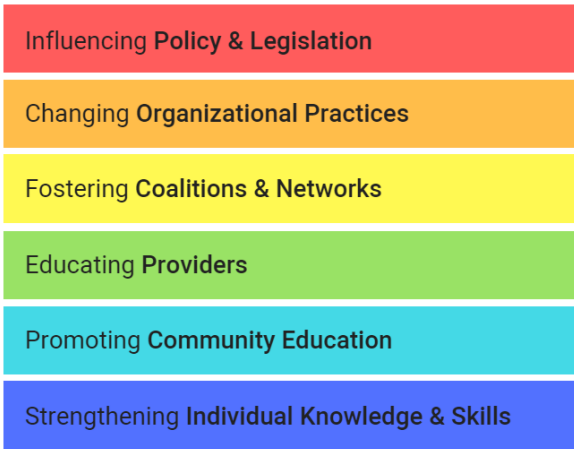 Influencing Policy & Legislation
Changing Organizational Practices
Fostering Coalitions & Networks
Educating Providers
Promoting Community Education
Strengthening Individual Knowledge & Skills